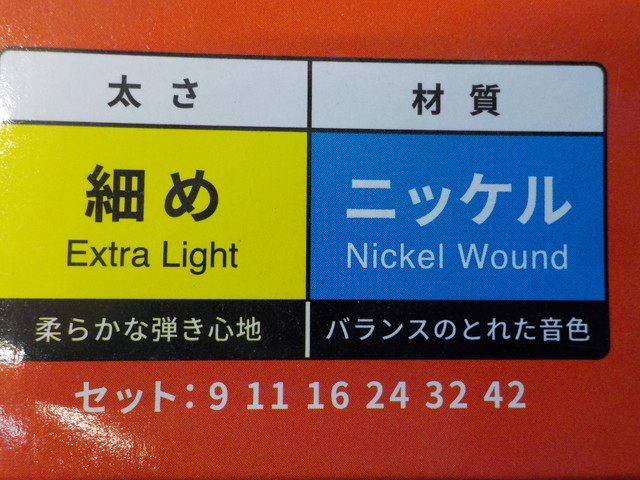 太さ 材質
細め ニッケル
Extra Light Nickel Wound
柔らかな弾き心地 バランスのとれた音色
セット: 9 11 16 24 32 42